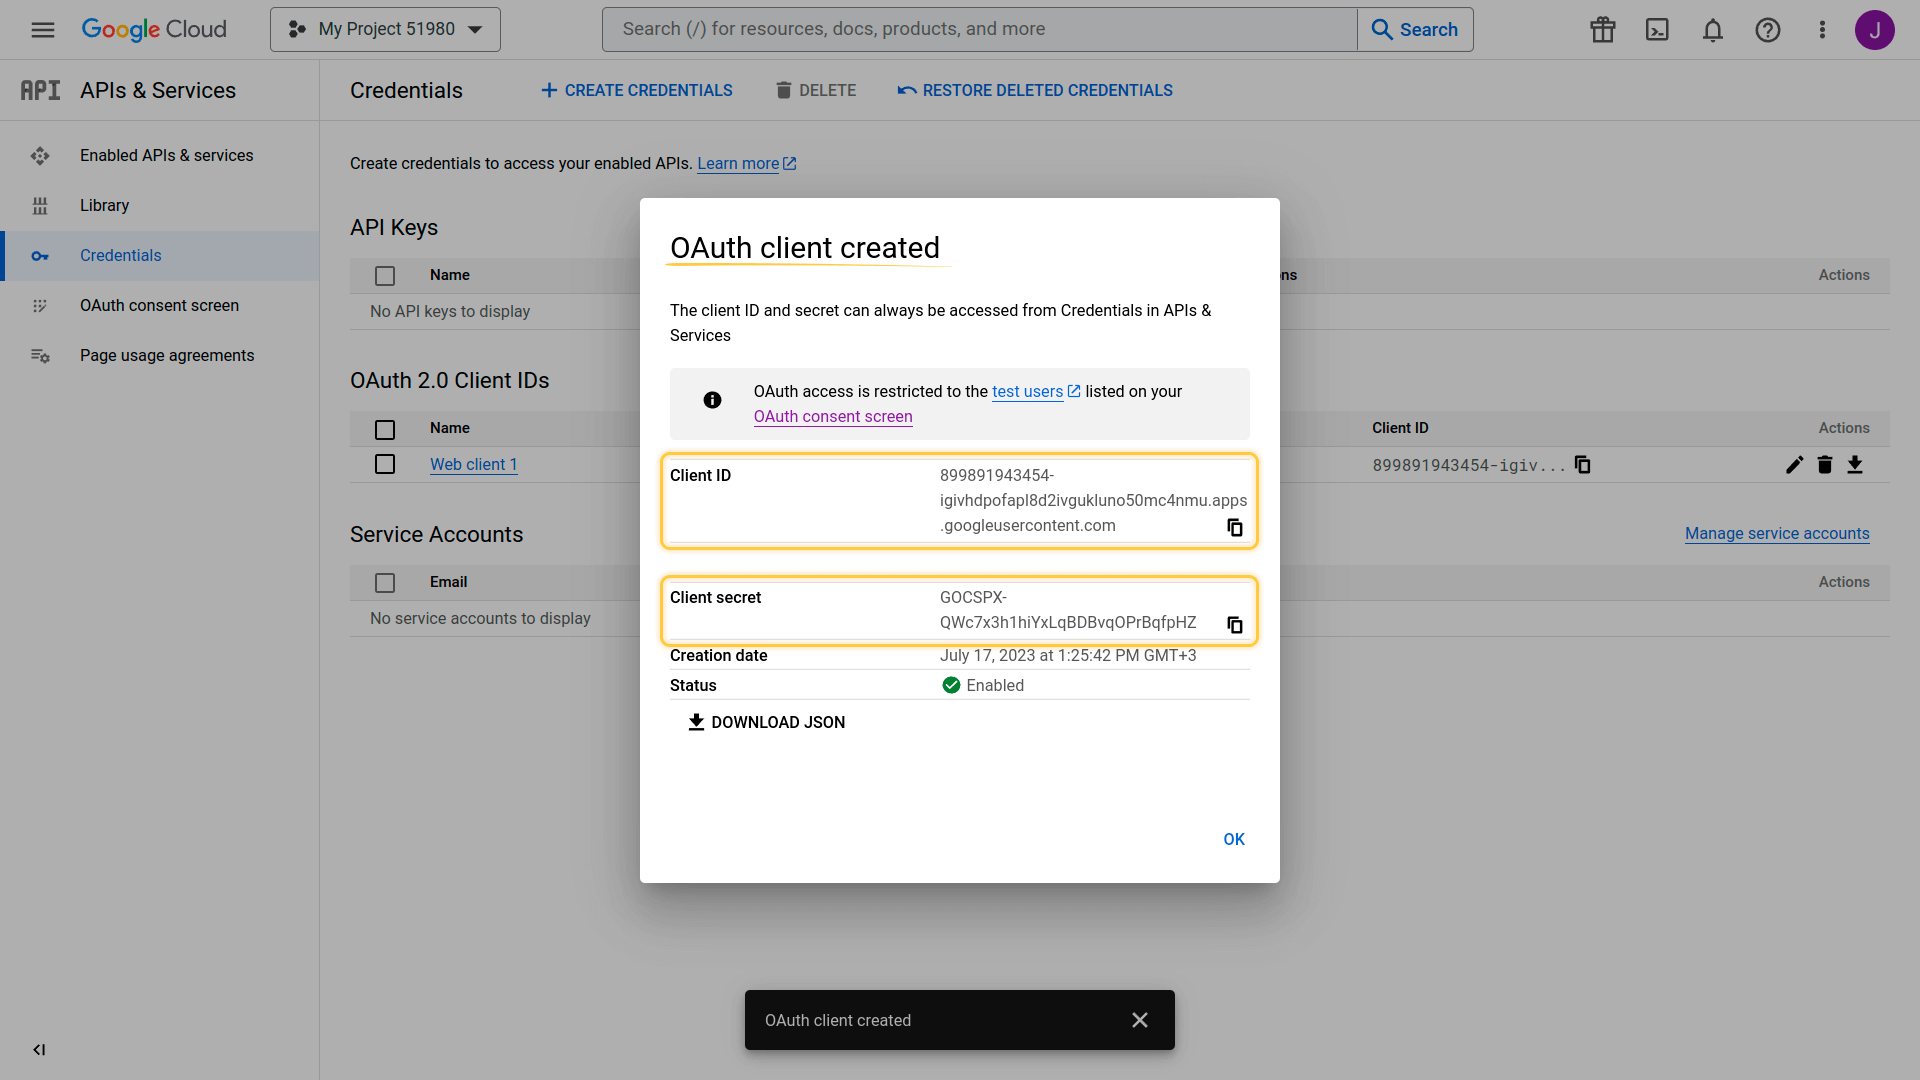 Google Cloud
My Project 51980
Search (/) for resources, docs, products, and more
Search
J
API
APIs & Services
Credentials
CREATE CREDENTIALS
DELETE
RESTORE DELETED CREDENTIALS
Enabled APIs & services
Library
Credentials
OAuth consent screen
Page usage agreements
Create credentials to access your enabled APIs. Learn more
API Keys
Name
ns
Actions
No API keys to display
OAuth 2.0 Client IDs
Name
Client ID
Actions
Web client 1
899891943454-igiv...
Service Accounts
Manage service accounts
Email
Actions
No service accounts to display
OAuth client created
The client ID and secret can always be accessed from Credentials in APIs &
Services
OAuth access is restricted to the test users listed on your
OAuth consent screen
Client ID
899891943454-
igivhdpofapl8d2ivgukluno50mc4nmu.apps
.googleusercontent.com
Client secret
GOCSPX-
QWc7x3h1hiYxLqBDBvqOPrBqfpHZ
Creation date
July 17, 2023 at 1:25:42 PM GMT+3
Status
Enabled
DOWNLOAD JSON
OK
OAuth client created